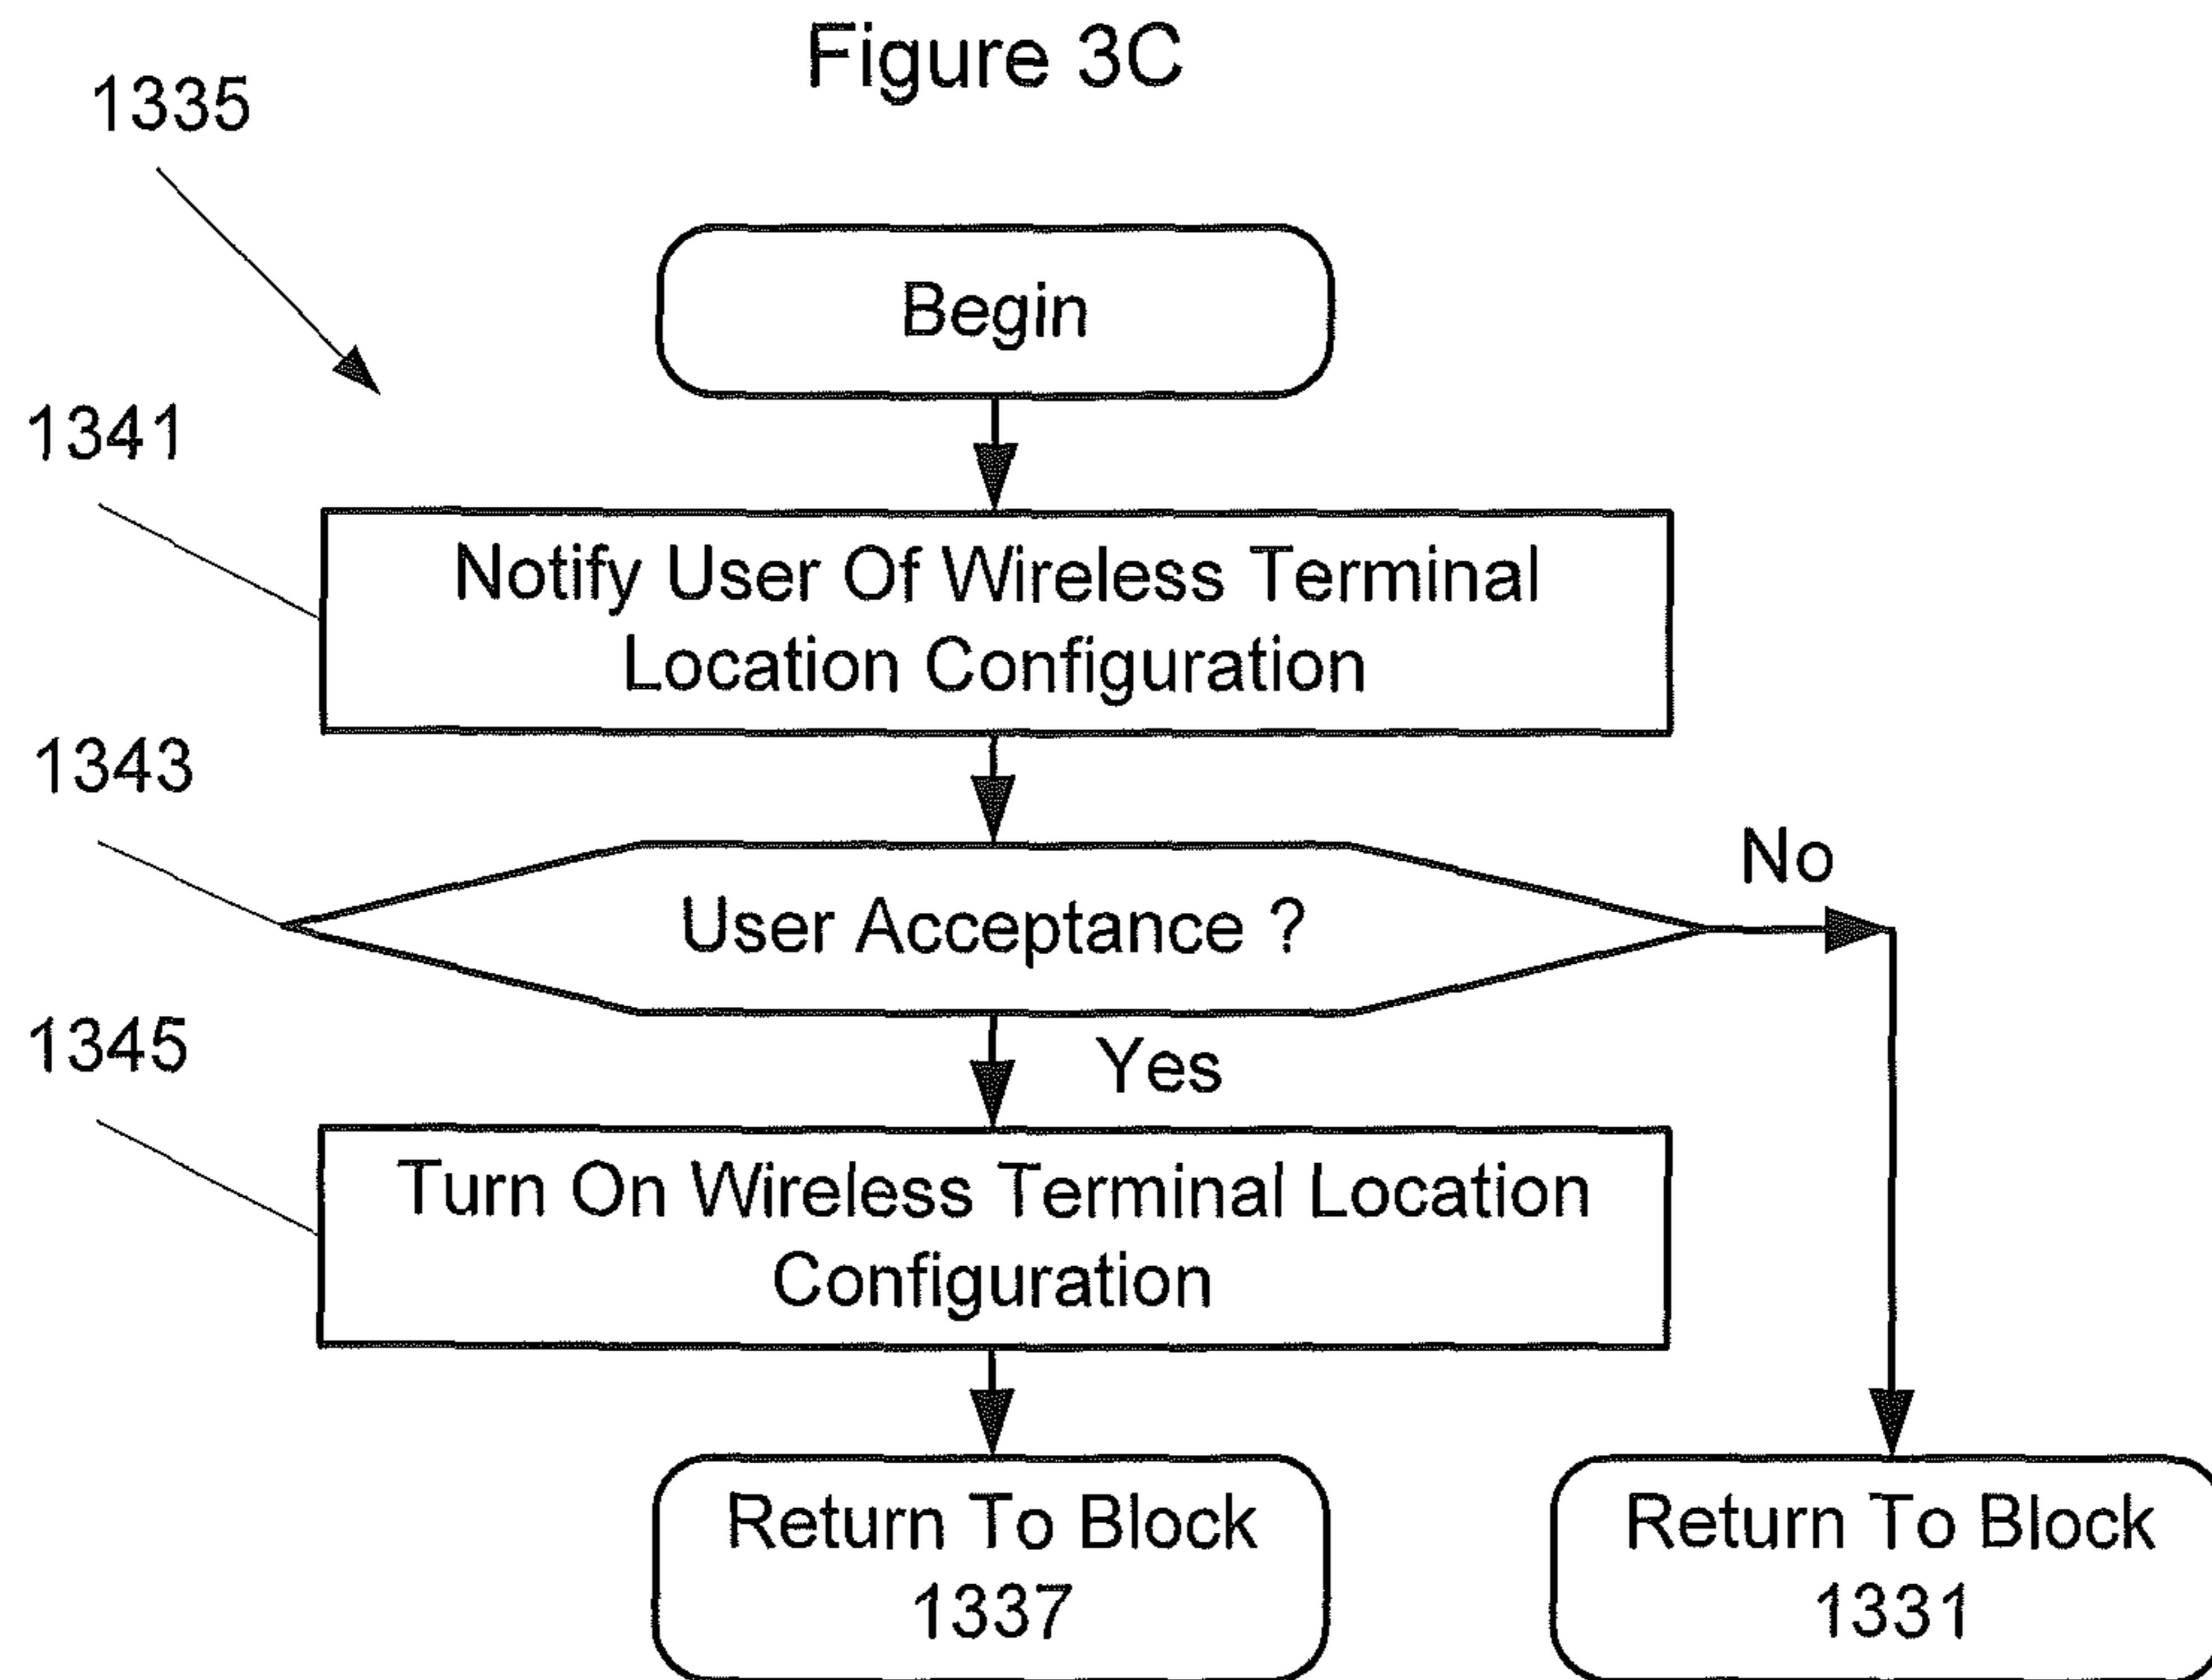 Figure 3C
1335
Begin
1341
Notify User Of Wireless Terminal
Location Configuration
1343
User Acceptance ?
No
Yes
1345
Turn On Wireless Terminal Location
Configuration
Return To Block
1337
Return To Block
1331